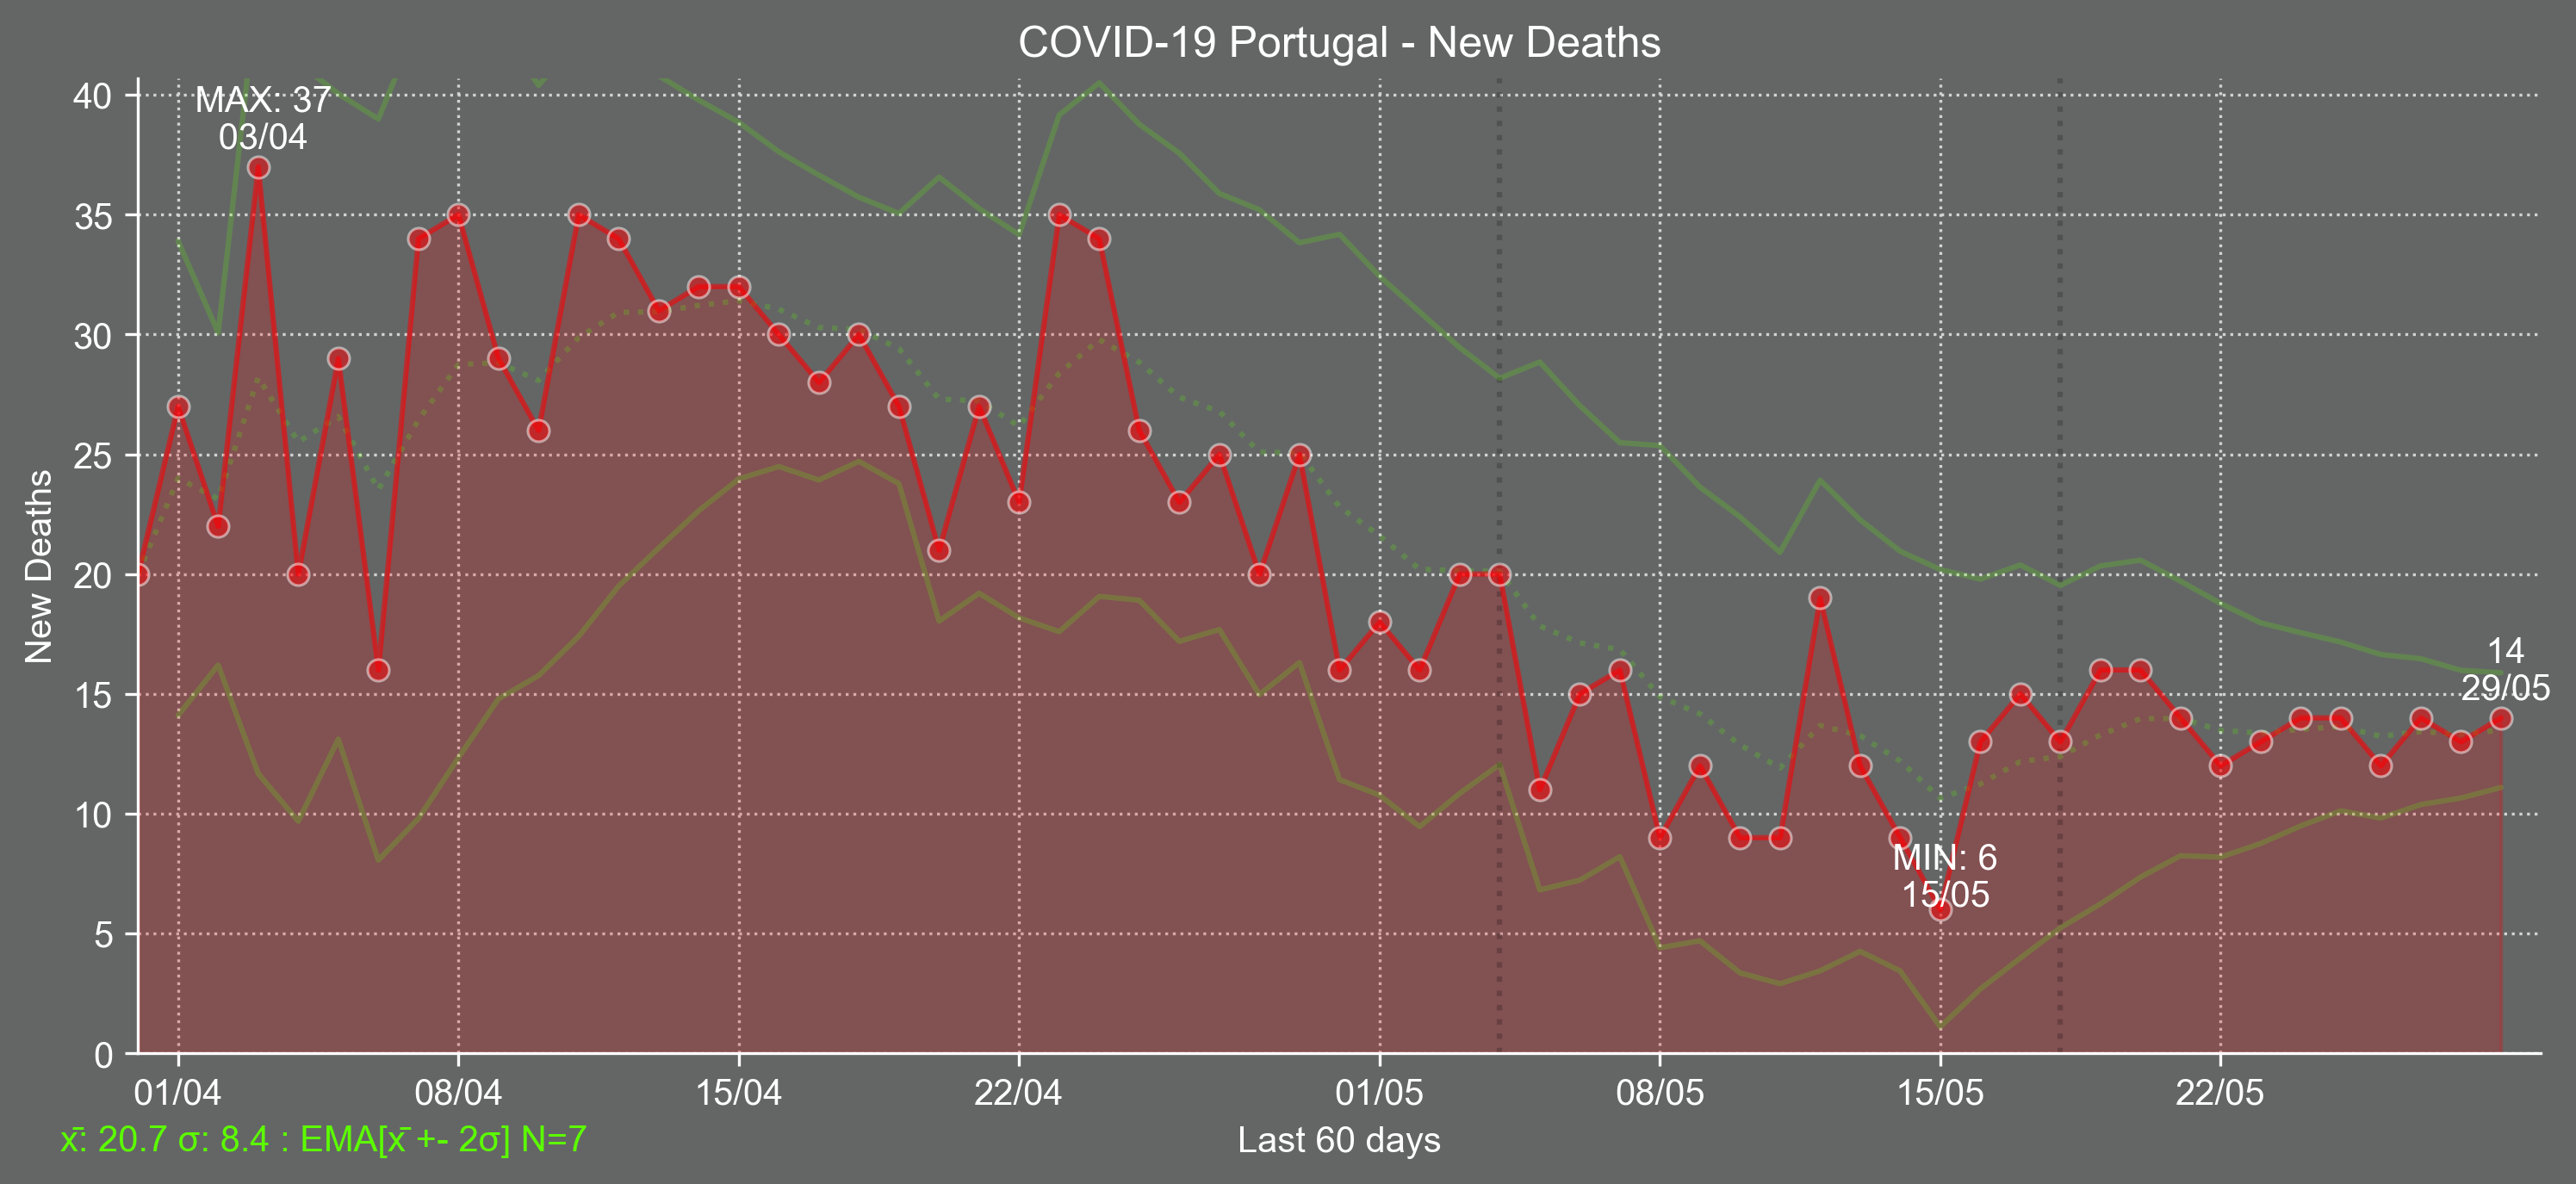 COVID-19 Portugal - New Deaths
MAX: 37
03/04
40
35
30
25
20
15
10
5
0
New Deaths
14
29/05
MIN: 6
15/05
01/04 08/04 15/04 22/04 01/05 08/05 15/05 22/05
x̄: 20.7 σ: 8.4 : EMA[x̄ +- 2σ] N=7
Last 60 days